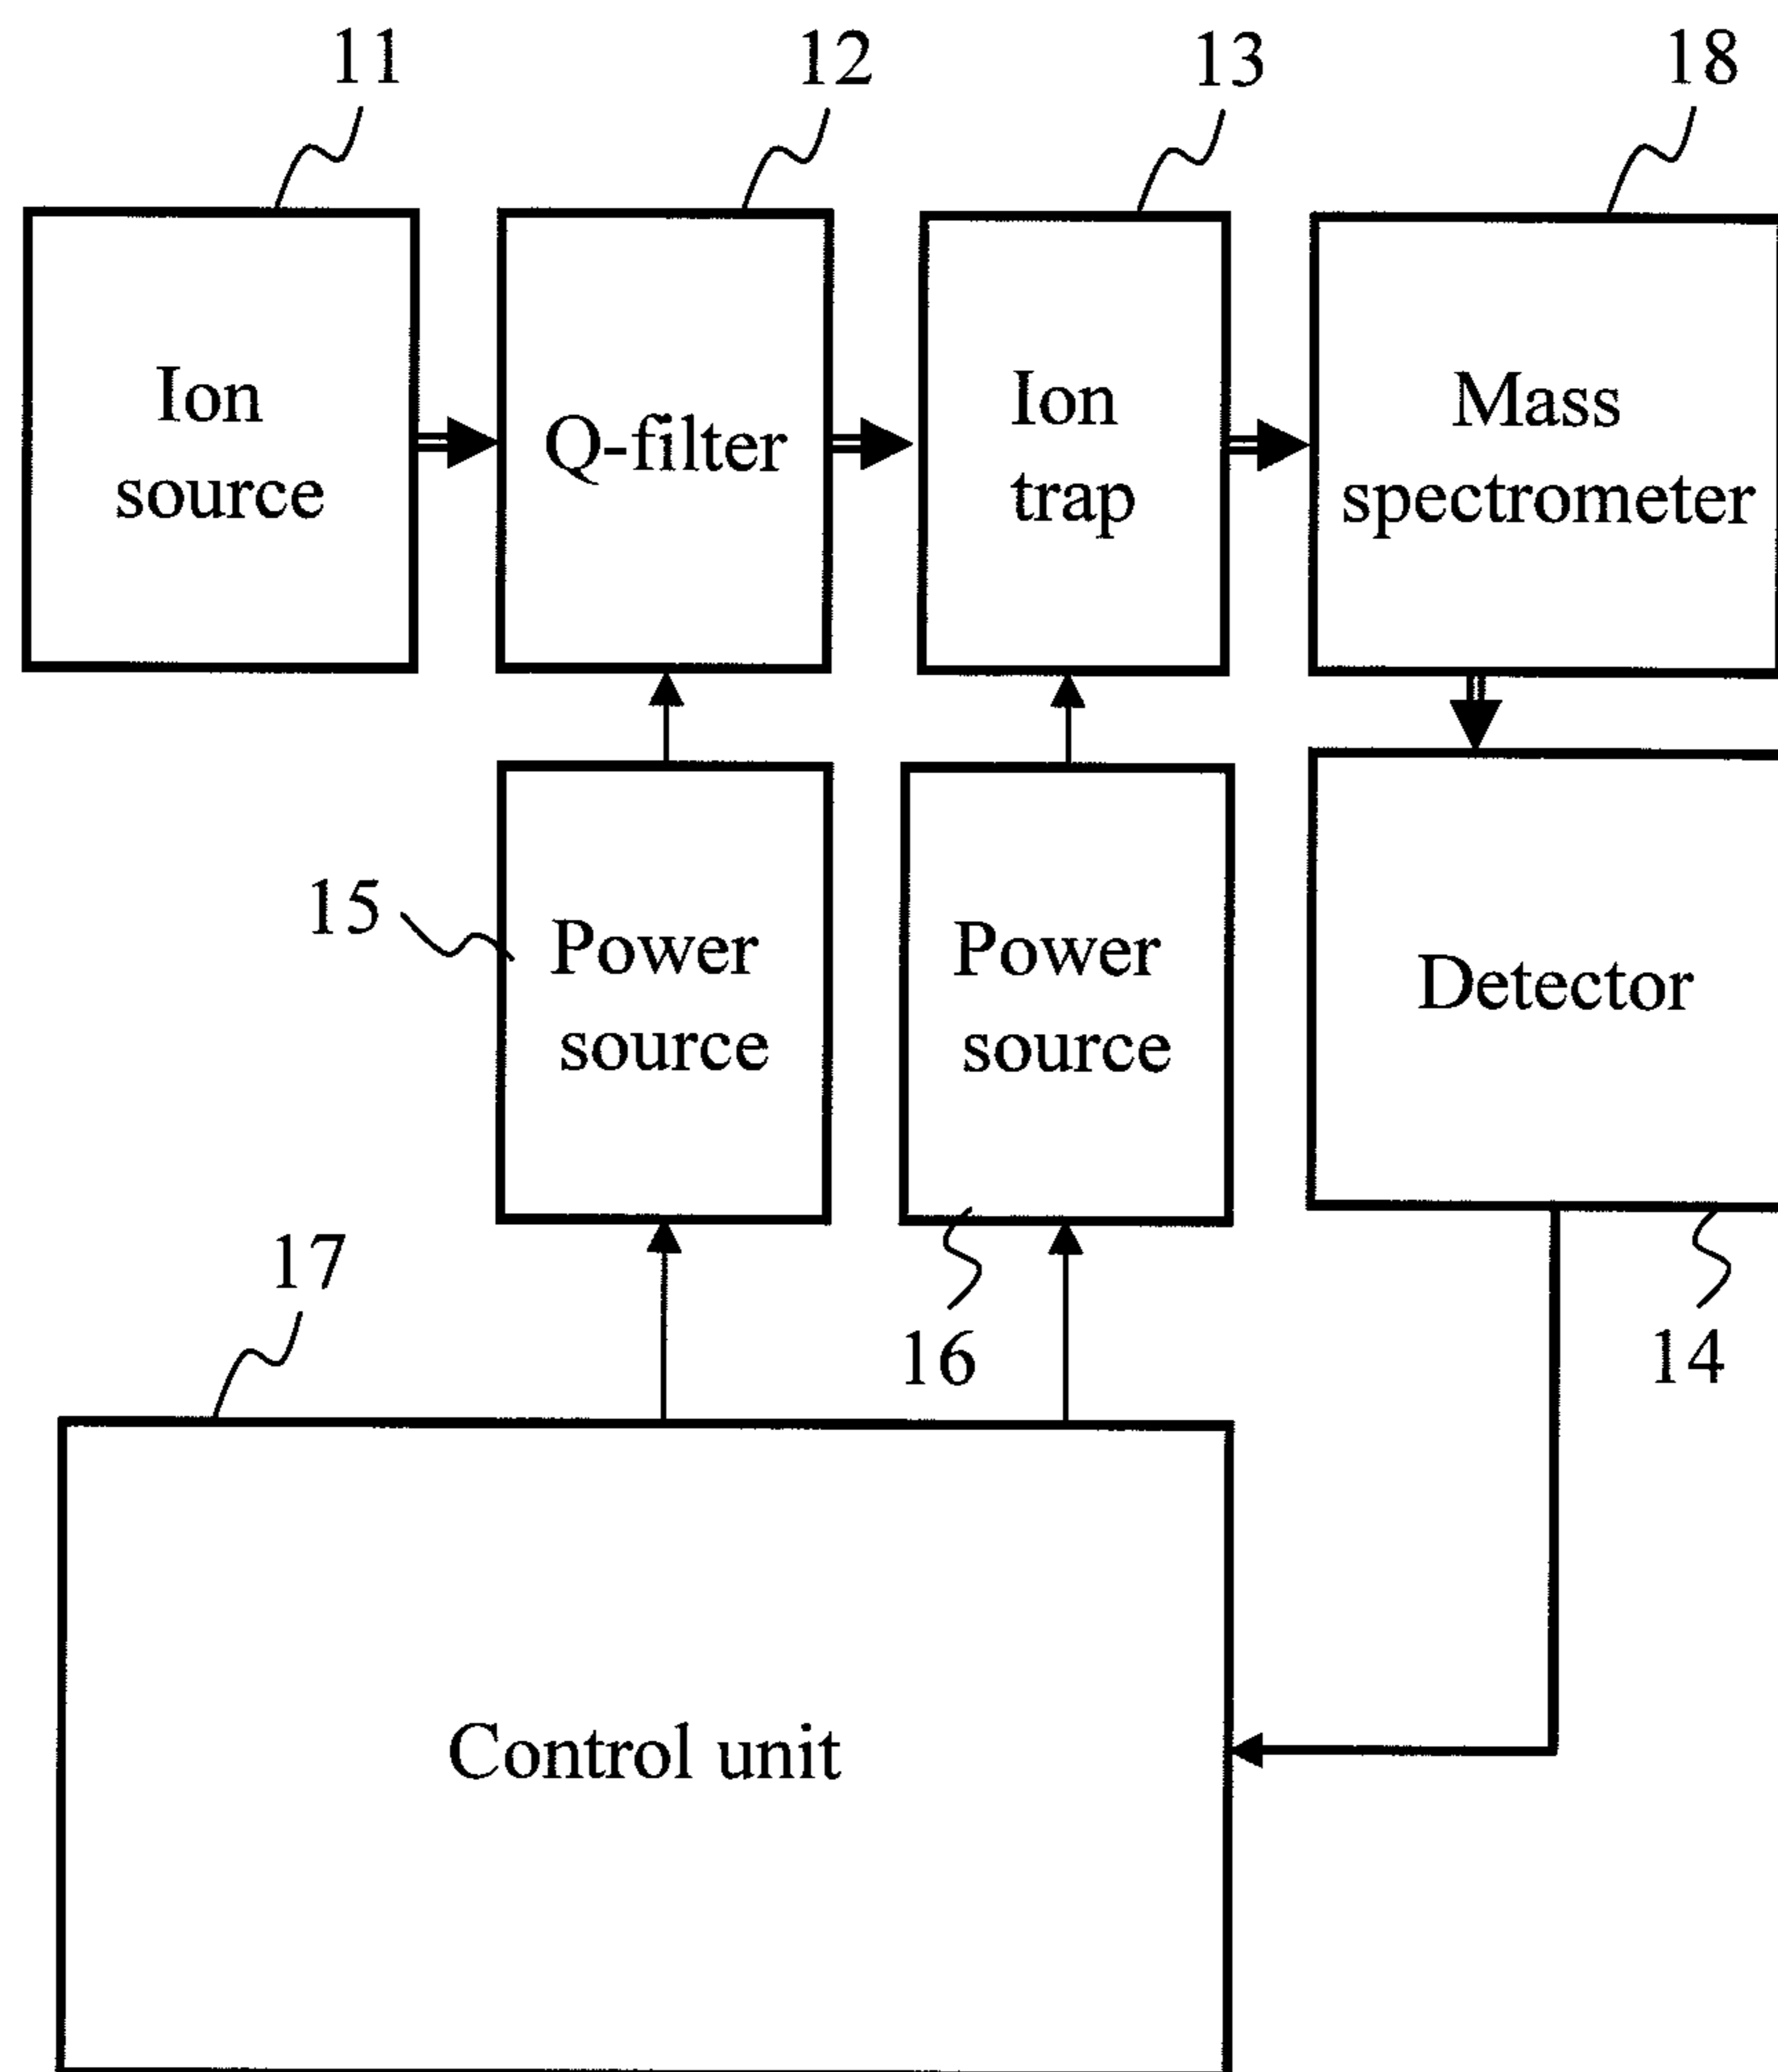 11
12
13
18
Ion
source
Q-filter
Ion
trap
Mass
spectrometer
15
Power
source
Power
source
Detector
17
16
14
Control unit